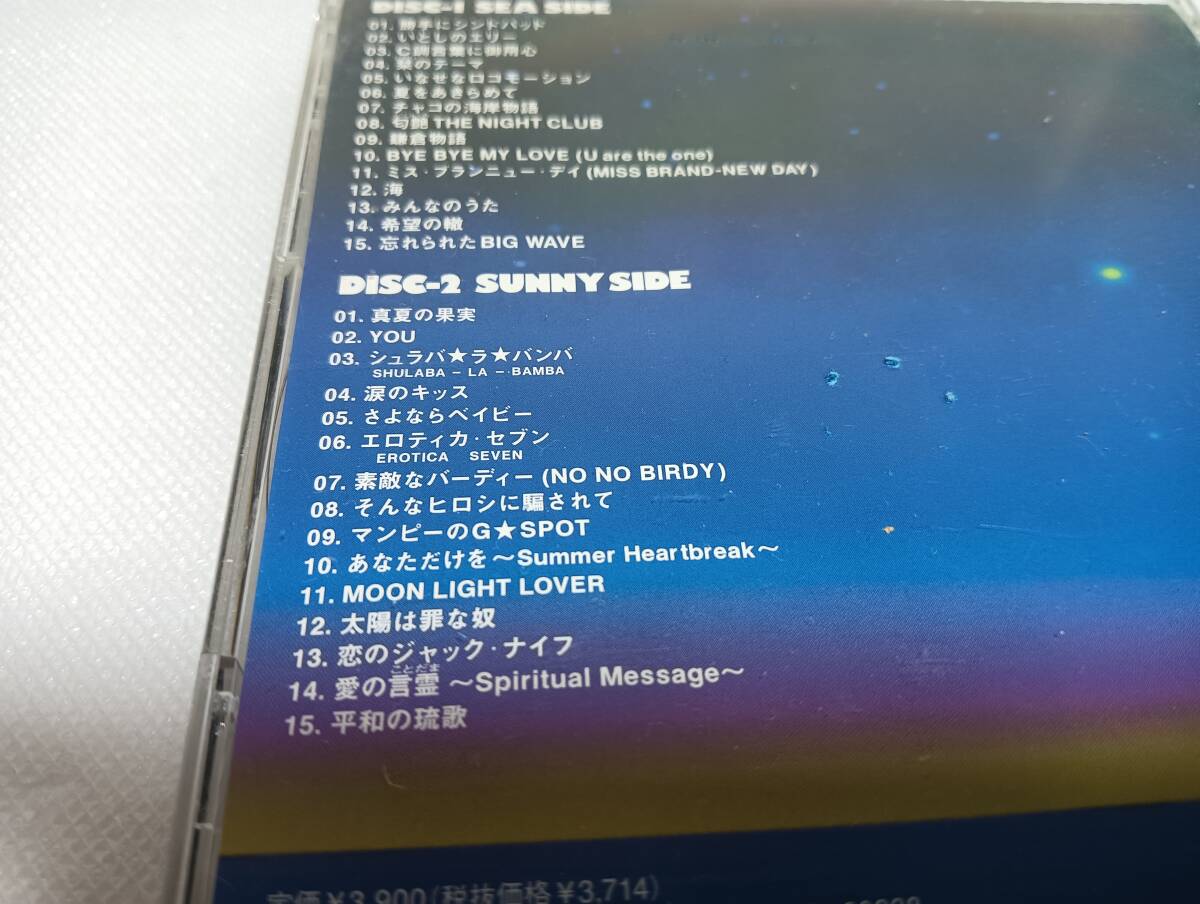 DISC-1 SEA SIDE
01. 勝手にシンドバッド
02. いとしのエリー
03. C調言葉に御用心
04. 栞のテーマ
05. いなせなロコモーション
06. 夏をあきらめて
07. チャコの海岸物語
08. 匂艶 THE NIGHT CLUB
09. 鎌倉物語
10. BYE BYE MY LOVE (U are the one)
11. ミス・ブランニュー・デイ (MISS BRAND-NEW DAY)
12. 海
13. みんなのうた
14. 希望の轍
15. 忘れられた BIG WAVE
DISC-2 SUNNY SIDE
01. 真夏の果実
02. YOU
03. シュラバ★ラ★バンバ
SHULABA – LA – BAMBA
04. 涙のキッス
05. さよならベイビー
06. エロティカ・セブン
EROTICA SEVEN
07. 素敵なバーディー (NO NO BIRDY)
08. そんなヒロシに騙されて
09. マンピーのG★SPOT
10. あなただけを ～Summer Heartbreak～
11. MOON LIGHT LOVER
12. 太陽は罪な奴
13. 恋のジャック・ナイフ
ことだま
14. 愛の言霊 ～Spiritual Message～
15. 平和の琉歌
定価¥3,900(税抜価格¥3,714)